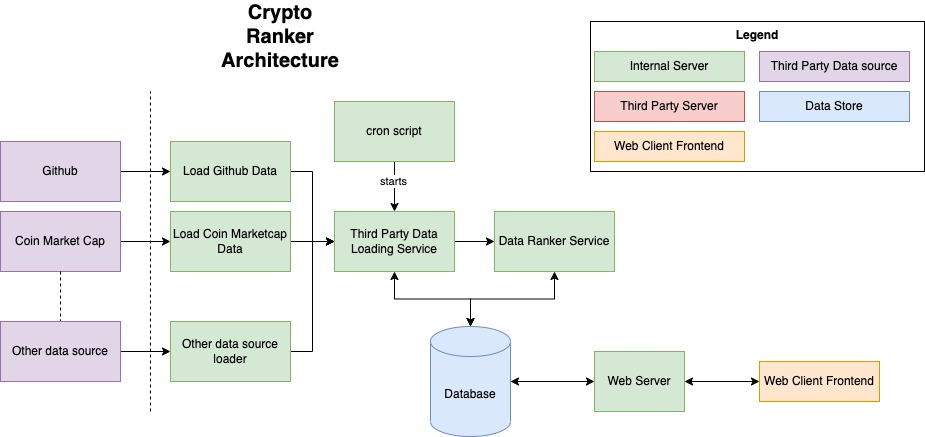 Crypto
Ranker
Architecture
Legend
Internal Server
Third Party Data source
Third Party Server
Data Store
Web Client Frontend
cron script
starts
Github
Load Github Data
Coin Market Cap
Load Coin Marketcap
Data
Third Party Data
Loading Service
Data Ranker Service
Other data source
Other data source
loader
Database
Web Server
Web Client Frontend